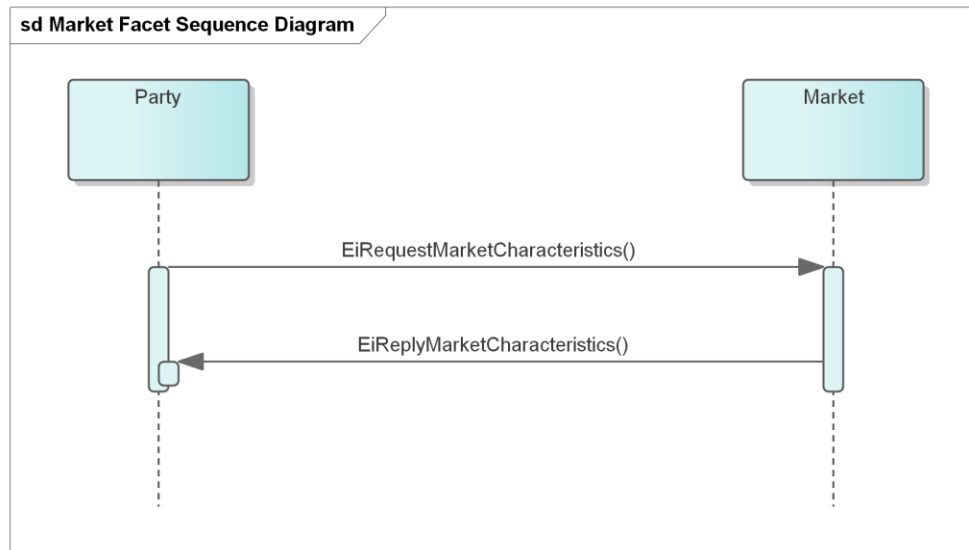 sd Market Facet Sequence Diagram
Party
Market
EiRequestMarketCharacteristics()
EiReplyMarketCharacteristics()